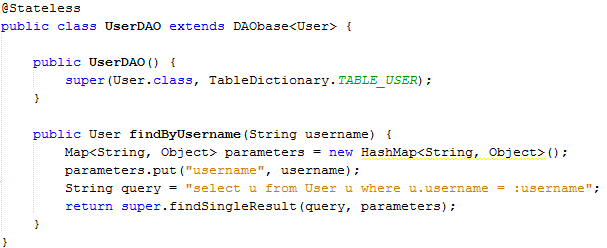 @Stateless
public class UserDAO extends DAObase<User> {
public UserDAO() {
super(User.class, TableDictionary.TABLE_USER);
}
public User findByUsername(String username) {
Map<String, Object> parameters = new HashMap<String, Object>();
parameters.put("username", username);
String query = "select u from User u where u.username = :username";
return super.findSingleResult(query, parameters);
}
}